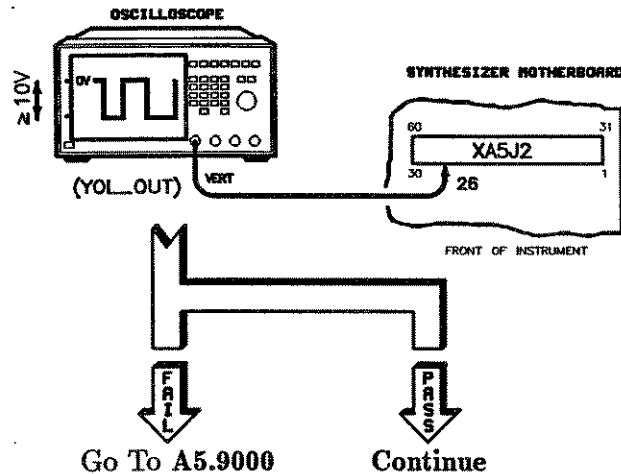 OSCILLOSCOPE
≥10V
0V
(YOL_OUT)
VERT
SYNTHESIZER MOTHERBOARD
60 31
XA5J2
30 1
26
FRONT OF INSTRUMENT
FAIL
PASS
Go To A5.9000
Continue